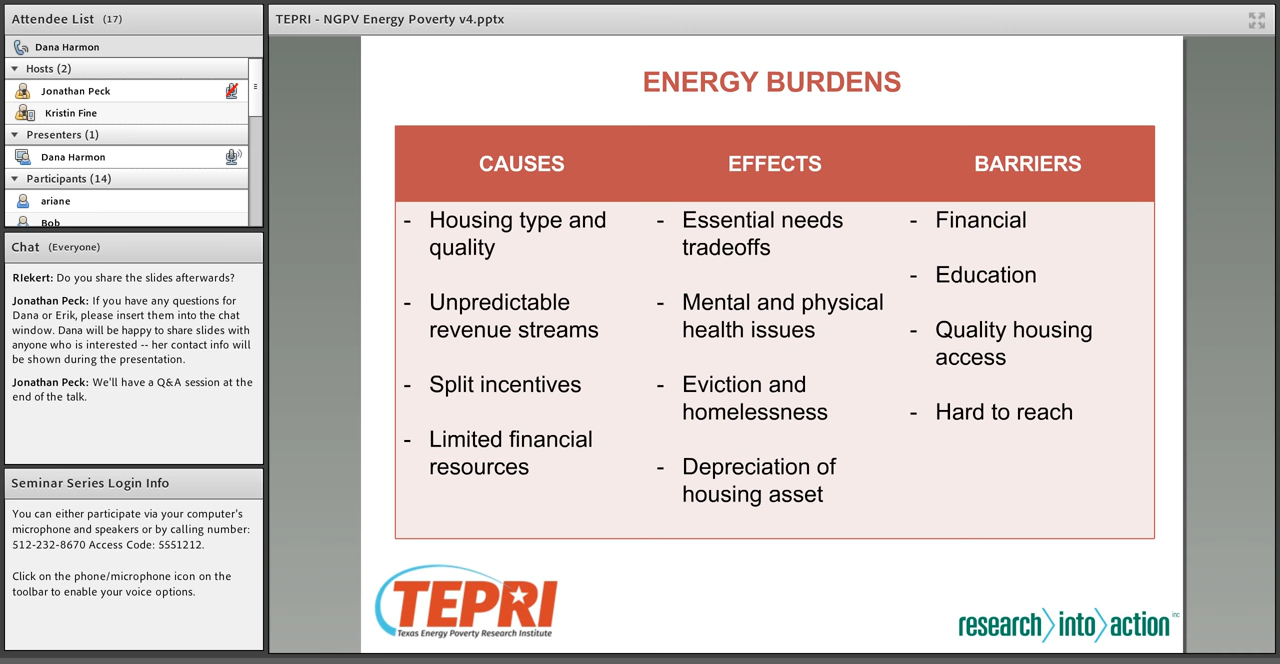 Attendee List (17)
Dana Harmon
Hosts (2)
Jonathan Peck
Kristin Fine
Presenters (1)
Dana Harmon
Participants (14)
ariane
Bob
Chat (Everyone)
RIekert: Do you share the slides afterwards?
Jonathan Peck: If you have any questions for
Dana or Erik, please insert them into the chat
window. Dana will be happy to share slides with
anyone who is interested -- her contact info will
be shown during the presentation.
Jonathan Peck: We'll have a Q&A session at the
end of the talk.
Seminar Series Login Info
You can either participate via your computer's
microphone and speakers or by calling number:
512-232-8670 Access Code: 5551212.
Click on the phone/microphone icon on the
toolbar to enable your voice options.
TEPRI - NGPV Energy Poverty v4.pptx
ENERGY BURDENS
CAUSES
- Housing type and
quality
- Unpredictable
revenue streams
- Split incentives
- Limited financial
resources
EFFECTS
- Essential needs
tradeoffs
- Mental and physical
health issues
- Eviction and
homelessness
- Depreciation of
housing asset
BARRIERS
- Financial
- Education
- Quality housing
access
- Hard to reach
TEPRI
Texas Energy Poverty Research Institute
research into action inc